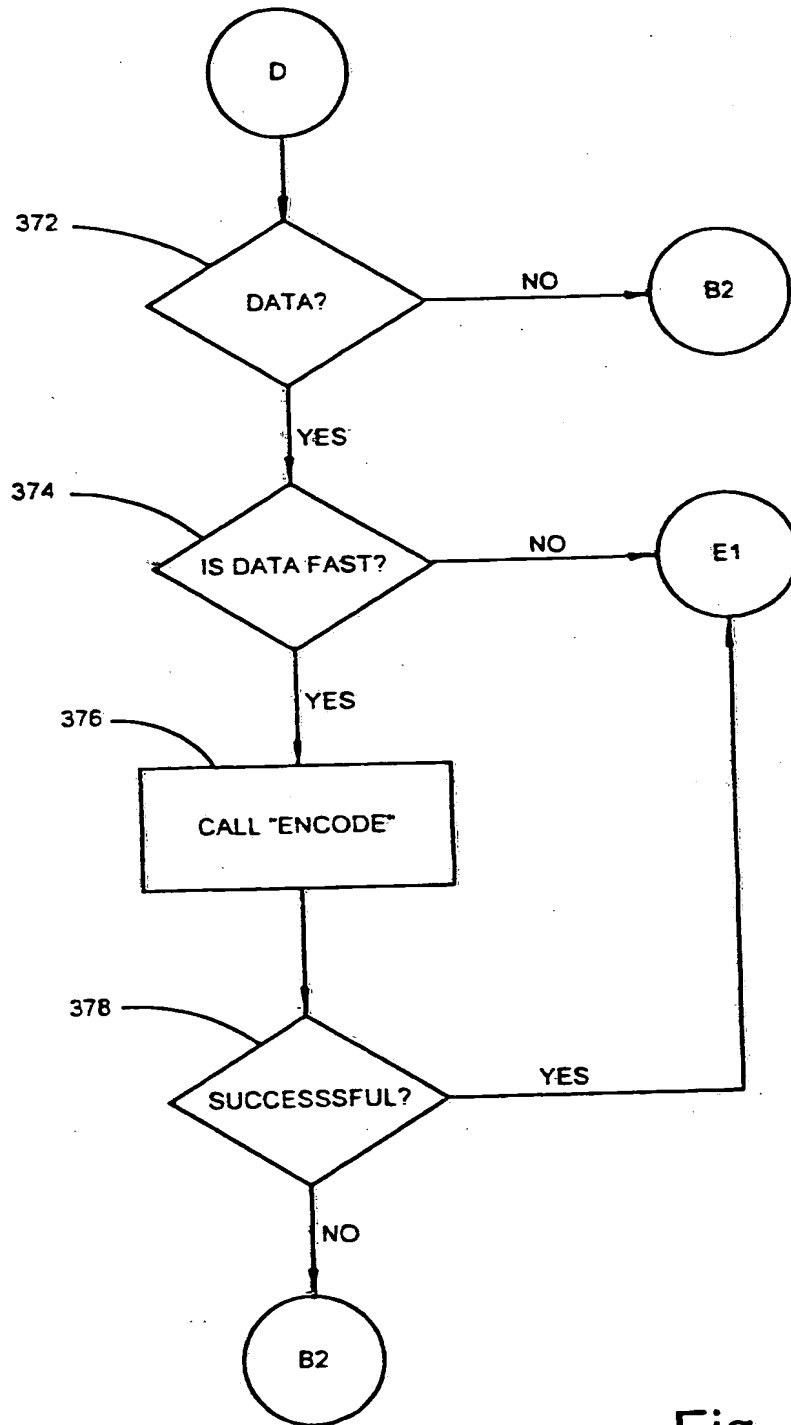 D
372
DATA?
NO
B2
YES
374
IS DATA FAST?
NO
E1
YES
376
CALL "ENCODE"
378
SUCCESSSFUL?
YES
NO
B2
Fig